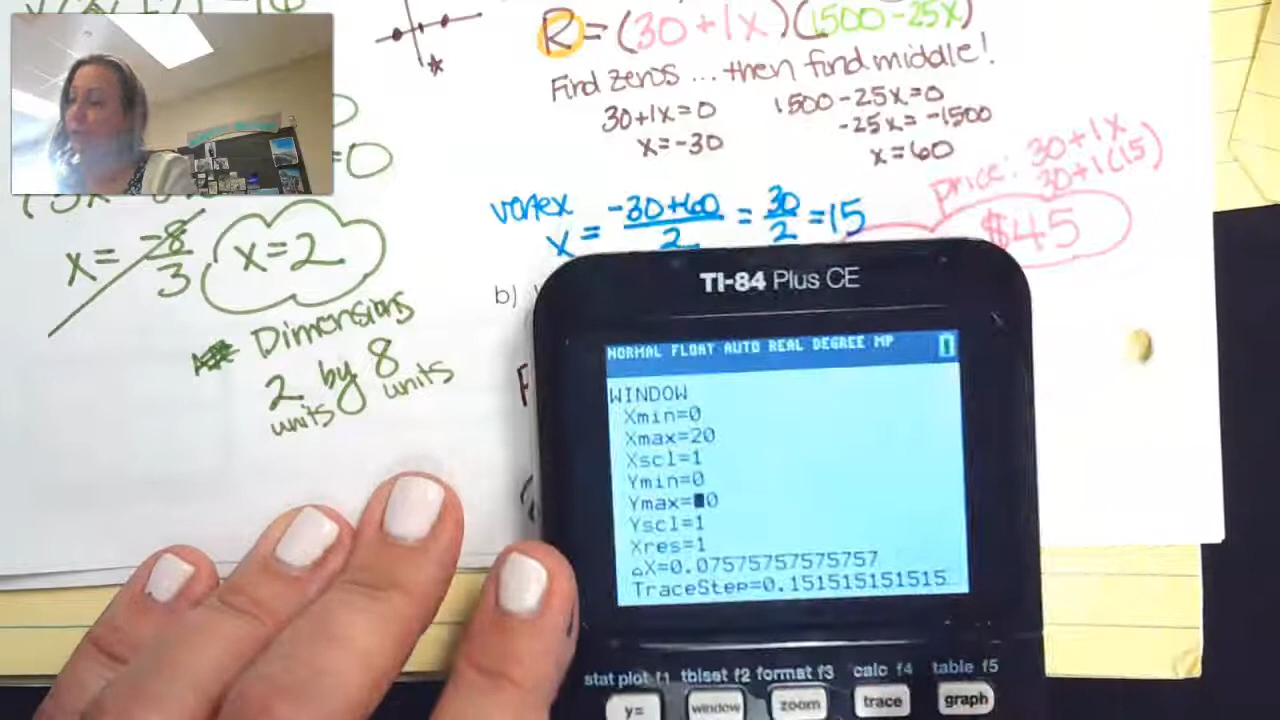 R=(30+1x)(1500-25x)
Find zeros ... then find middle!
30+1x=0
x=-30
1500-25x=0
-25x=-1500
x=60
price: 30+1x
30+1(15)
$45
vertex
x = -30+60/2 = 30/2 = 15
b)
=0
x = -8/3
x=2
Dimensions
2 by 8
units units
TI-84 Plus CE
NORMAL FLOAT AUTO REAL DEGREE MP
WINDOW
Xmin=0
Xmax=20
Xscl=1
Ymin=0
Ymax=0
Yscl=1
Xres=1
△X=0.07575757575757
TraceStep=0.151515151515
stat plot f1 tblset f2 format f3 calc f4 table f5
y= window zoom trace graph